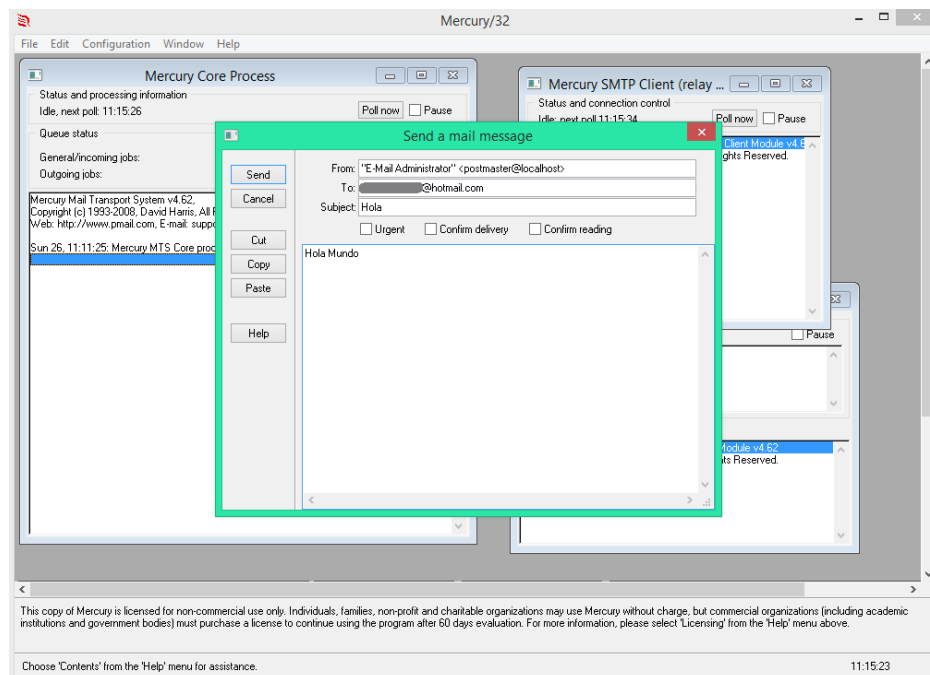 Mercury/32
File Edit Configuration Window Help
Mercury Core Process
Status and processing information
Idle, next poll: 11:15:26
Poll now Pause
Queue status
General/incoming jobs:
Outgoing jobs:
Mercury Mail Transport System v4.62,
Copyright (c) 1993-2008, David Harris, All
Web: http://www.pmail.com, E-mail:
Sun 26, 11:11:25: Mercury MTS Core
Mercury SMTP Client (relay ...
Status and connection control
Idle: next poll 11:15:34
Poll now Pause
Client Module
Reserved.
Send a mail message
Send
Cancel
Cut
Copy
Paste
Help
From: "E-Mail Administrator" <postmaster@localhost>
To: @hotmail.com
Subject: Hola
Urgent Confirm delivery Confirm reading
Hola Mundo
Pause
v4.62
Reserved.
This copy of Mercury is licensed for non-commercial use only. Individuals, families, non-profit and charitable organizations may use Mercury without charge, but commercial organizations (including academic
institutions and government bodies) must purchase a license to continue using the program after 60 days evaluation. For more information, please select 'Licensing' from the 'Help' menu above.
Choose 'Contents' from the 'Help' menu for assistance.
11:15:23